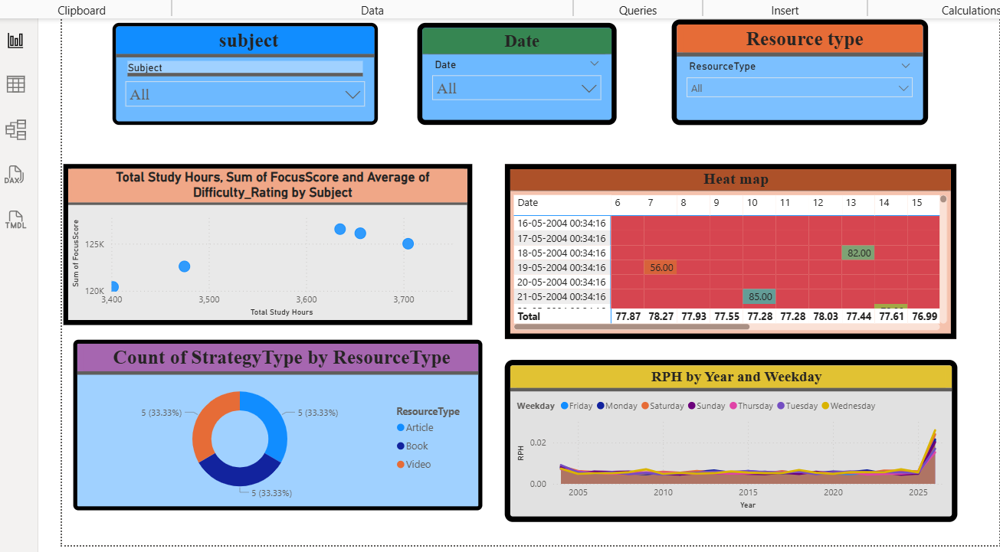 Clipboard Data Queries Insert Calculations
subject
Subject
All
Date
Date
All
Resource type
ResourceType
All
DAX
TMDL
Total Study Hours, Sum of FocusScore and Average of
Difficulty_Rating by Subject
Sum of FocusScore
125K
120K
3,400 3,500 3,600 3,700
Total Study Hours
Heat map
Date 6 7 8 9 10 11 12 13 14 15
16-05-2004 00:34:16
17-05-2004 00:34:16
18-05-2004 00:34:16 82.00
19-05-2004 00:34:16 56.00
20-05-2004 00:34:16
21-05-2004 00:34:16 85.00
Total 77.87 78.27 77.93 77.55 77.28 77.28 78.03 77.44 77.61 76.99
Count of StrategyType by ResourceType
5 (33.33%) 5 (33.33%)
5 (33.33%)
ResourceType
Article
Book
Video
RPH by Year and Weekday
Weekday Friday Monday Saturday Sunday Thursday Tuesday Wednesday
RPH
0.02
0.00
2005 2010 2015 2020 2025
Year